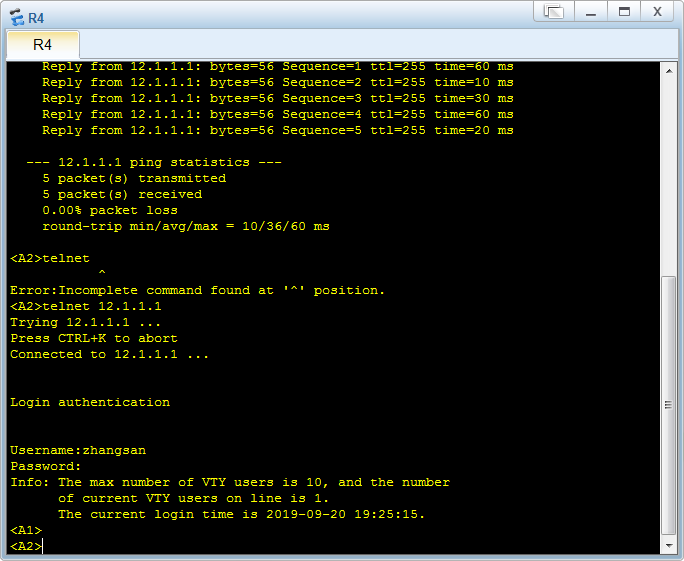 R4
R4
Reply from 12.1.1.1: bytes=56 Sequence=1 ttl=255 time=60 ms
Reply from 12.1.1.1: bytes=56 Sequence=2 ttl=255 time=10 ms
Reply from 12.1.1.1: bytes=56 Sequence=3 ttl=255 time=30 ms
Reply from 12.1.1.1: bytes=56 Sequence=4 ttl=255 time=60 ms
Reply from 12.1.1.1: bytes=56 Sequence=5 ttl=255 time=20 ms
--- 12.1.1.1 ping statistics ---
5 packet(s) transmitted
5 packet(s) received
0.00% packet loss
round-trip min/avg/max = 10/36/60 ms
<A2>telnet
^
Error:Incomplete command found at '^' position.
<A2>telnet 12.1.1.1
Trying 12.1.1.1 ...
Press CTRL+K to abort
Connected to 12.1.1.1 ...
Login authentication
Username:zhangsan
Password:
Info: The max number of VTY users is 10, and the number
of current VTY users on line is 1.
The current login time is 2019-09-20 19:25:15.
<A1>
<A2>